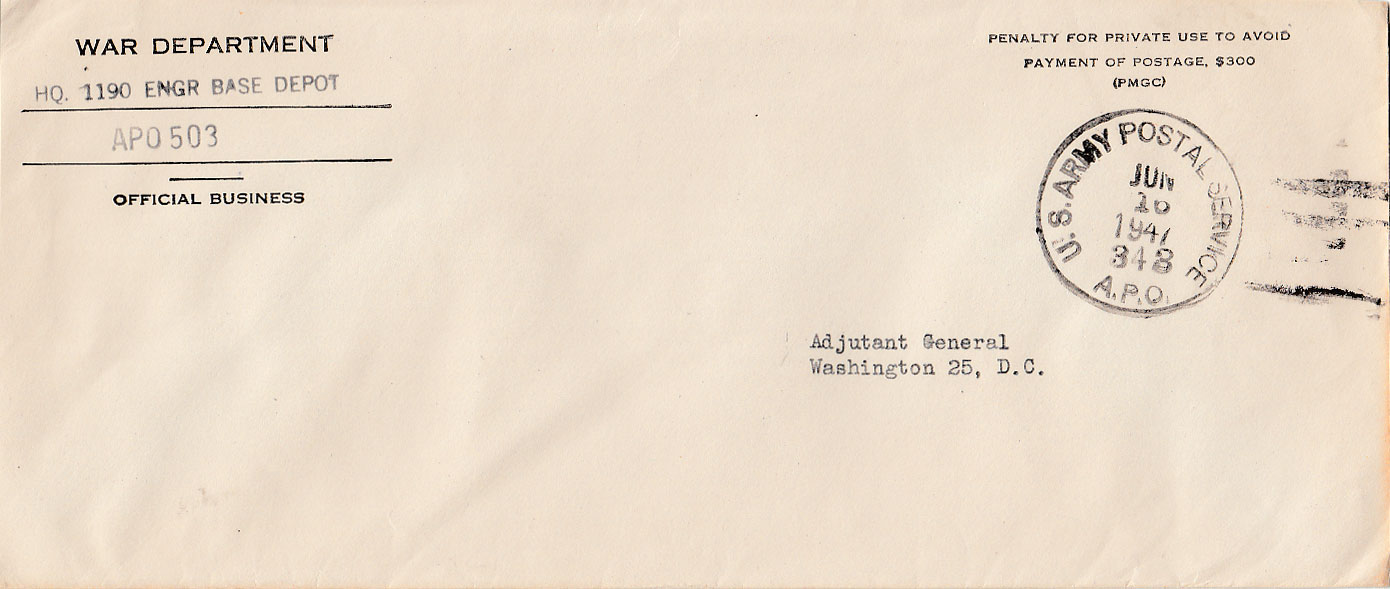 WAR DEPARTMENT
HQ. 1190 ENGR BASE DEPOT
APO 503
OFFICIAL BUSINESS
PENALTY FOR PRIVATE USE TO AVOID
PAYMENT OF POSTAGE, $300
(PMGC)
U.S. ARMY POSTAL SERVICE
JUN
1947
343
A.P.O.
Adjutant General
Washington 25, D.C.